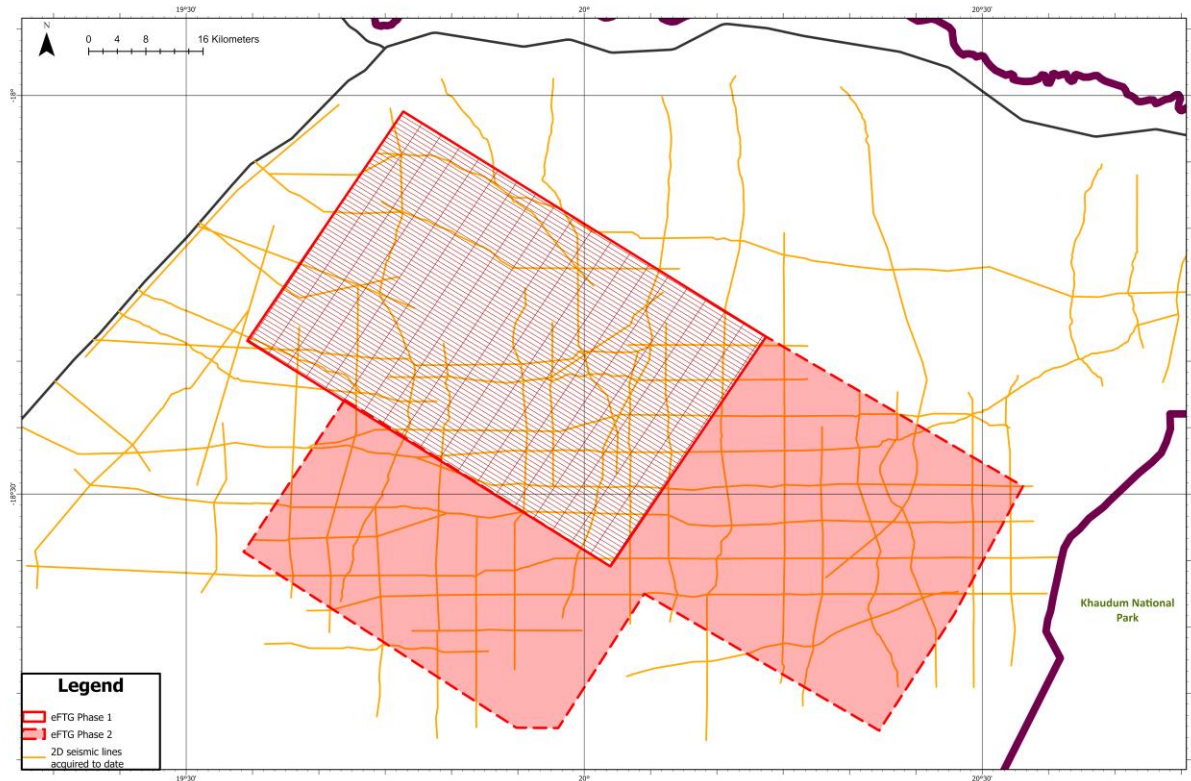 19°30'
20°
20°30'
N
0 4 8 16 Kilometers
-18°
-18°30'
Khaudum National
Park
Legend
eFTG Phase 1
eFTG Phase 2
2D seismic lines
acquired to date
19°30'
20°
20°30'